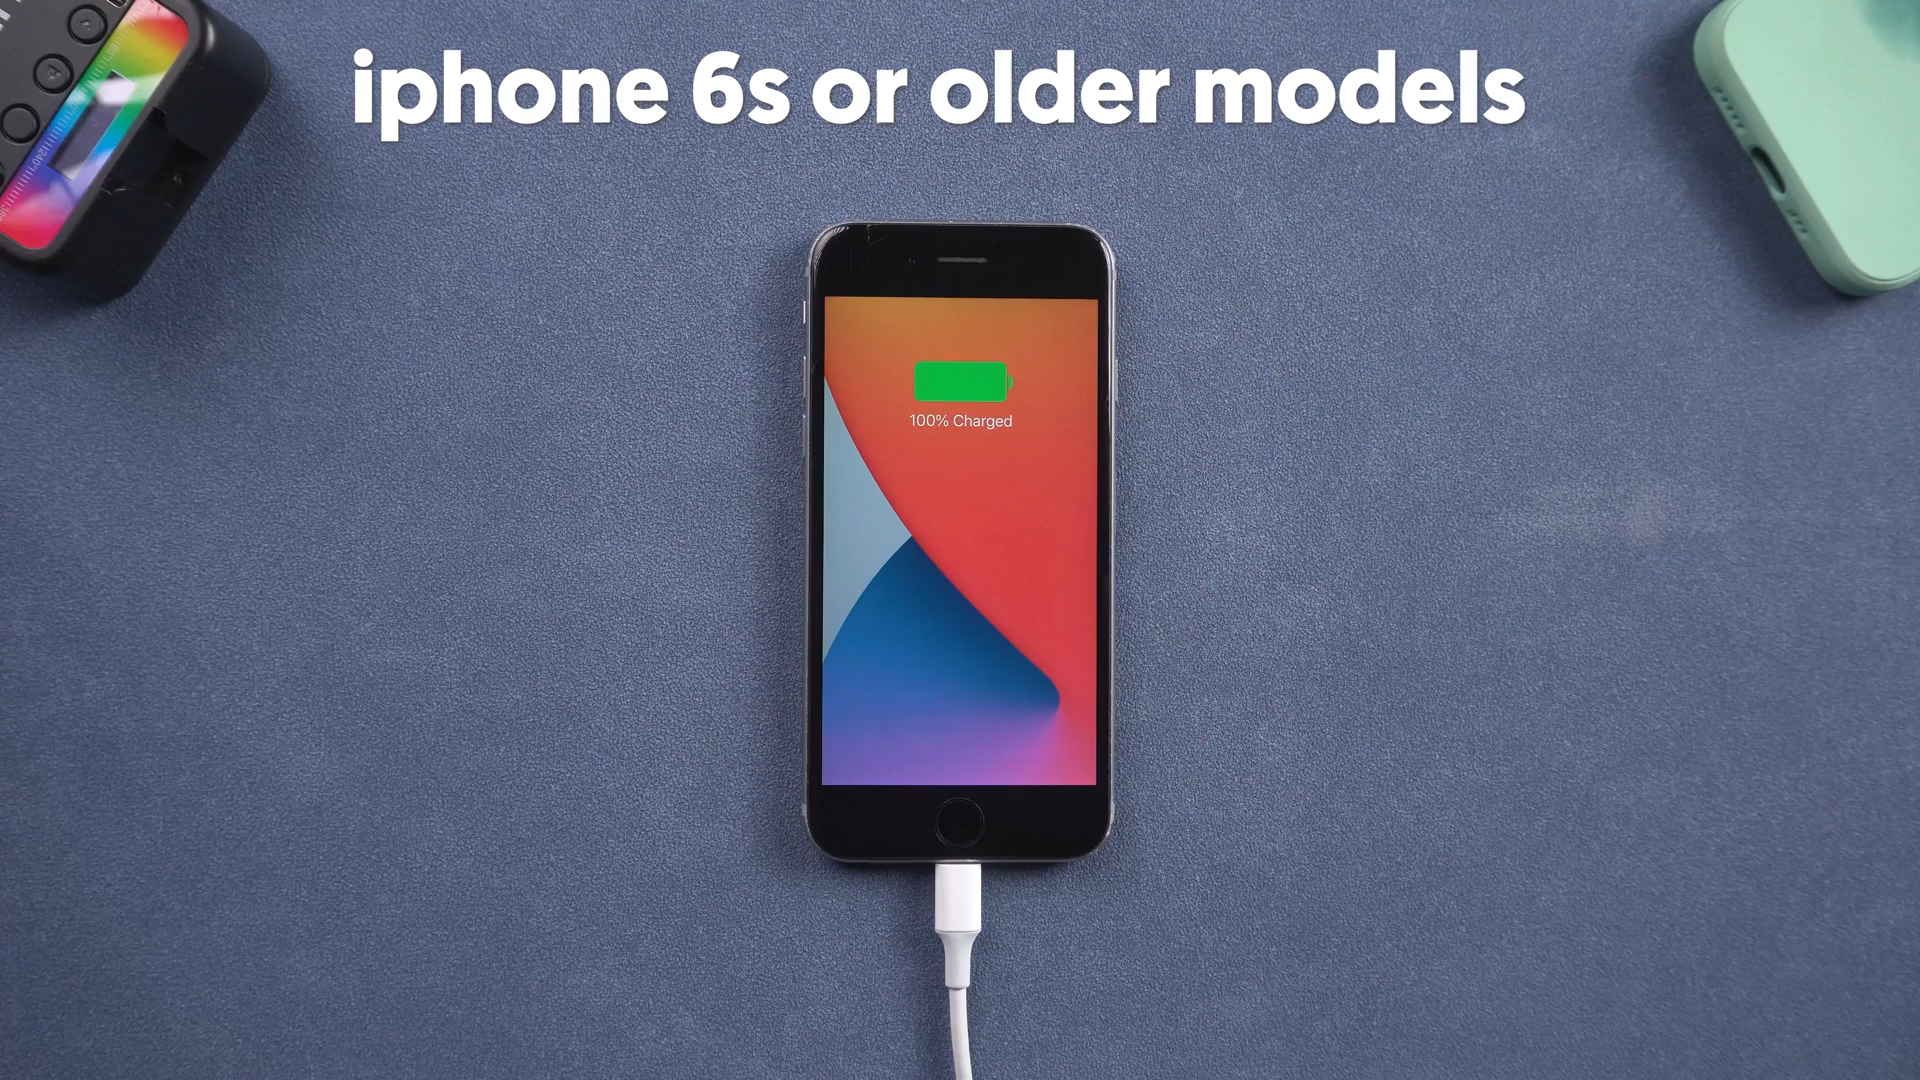 iphone 6s or older models
100% Charged